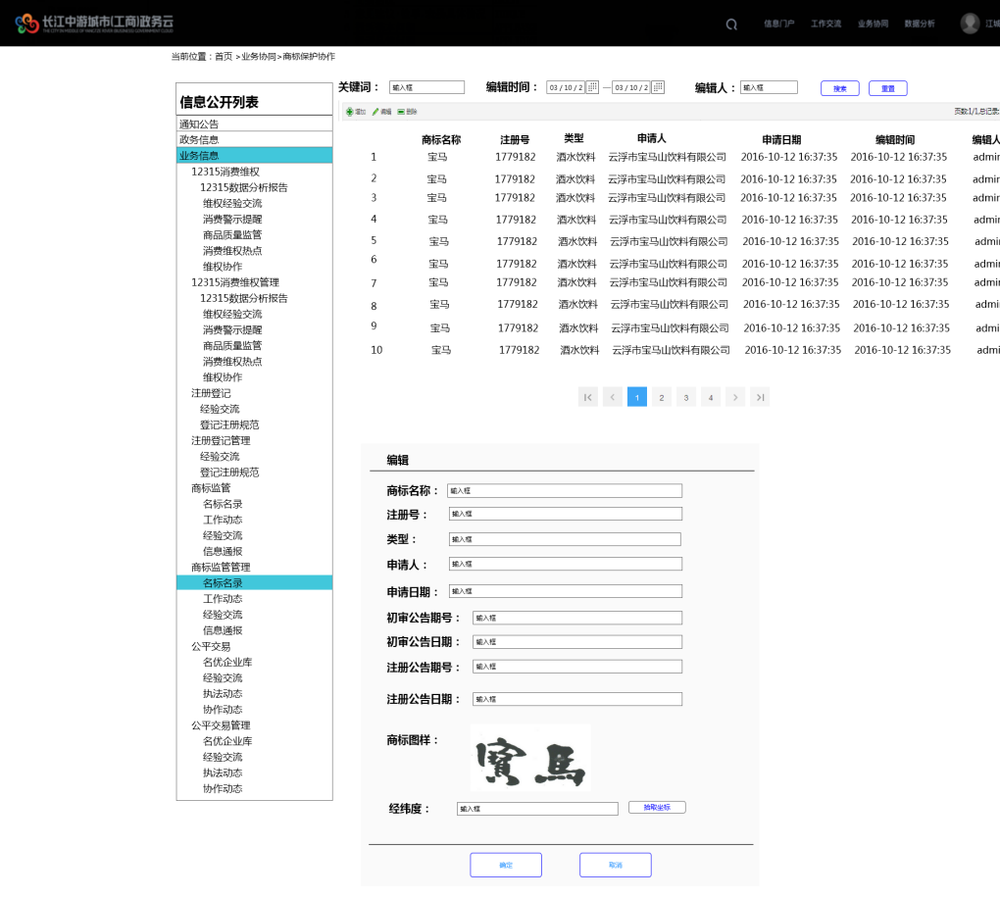 长江中游城市(工商)政务云
信息门户 工作交流 业务协同 数据分析 江城
当前位置：首页 >业务协同>商标保护协作
关键词： 输入框 编辑时间： 03 / 10 / 2 — 03 / 10 / 2 编辑人： 输入框 搜索 重置
增加 编辑 删除 页数:1/1,总记录:
信息公开列表
通知公告
政务信息
业务信息
12315消费维权
12315数据分析报告
维权经验交流
消费警示提醒
商品质量监管
消费维权热点
维权协作
12315消费维权管理
12315数据分析报告
维权经验交流
消费警示提醒
商品质量监管
消费维权热点
维权协作
注册登记
经验交流
登记注册规范
注册登记管理
经验交流
登记注册规范
商标监管
名标名录
工作动态
经验交流
信息通报
商标监管管理
名标名录
工作动态
经验交流
信息通报
公平交易
名优企业库
经验交流
执法动态
协作动态
公平交易管理
名优企业库
经验交流
执法动态
协作动态
商标名称 注册号 类型 申请人 申请日期 编辑时间 编辑人
1 宝马 1779182 酒水饮料 云浮市宝马山饮料有限公司 2016-10-12 16:37:35 2016-10-12 16:37:35 admin
2 宝马 1779182 酒水饮料 云浮市宝马山饮料有限公司 2016-10-12 16:37:35 2016-10-12 16:37:35 admin
3 宝马 1779182 酒水饮料 云浮市宝马山饮料有限公司 2016-10-12 16:37:35 2016-10-12 16:37:35 admin
4 宝马 1779182 酒水饮料 云浮市宝马山饮料有限公司 2016-10-12 16:37:35 2016-10-12 16:37:35 admin
5 宝马 1779182 酒水饮料 云浮市宝马山饮料有限公司 2016-10-12 16:37:35 2016-10-12 16:37:35 admi
6 宝马 1779182 酒水饮料 云浮市宝马山饮料有限公司 2016-10-12 16:37:35 2016-10-12 16:37:35 admin
7 宝马 1779182 酒水饮料 云浮市宝马山饮料有限公司 2016-10-12 16:37:35 2016-10-12 16:37:35 admin
8 宝马 1779182 酒水饮料 云浮市宝马山饮料有限公司 2016-10-12 16:37:35 2016-10-12 16:37:35 admi
9 宝马 1779182 酒水饮料 云浮市宝马山饮料有限公司 2016-10-12 16:37:35 2016-10-12 16:37:35 admi
10 宝马 1779182 酒水饮料 云浮市宝马山饮料有限公司 2016-10-12 16:37:35 2016-10-12 16:37:35 admi
1 2 3 4
编辑
商标名称： 输入框
注册号： 输入框
类型： 输入框
申请人： 输入框
申请日期： 输入框
初审公告期号： 输入框
初审公告日期： 输入框
注册公告期号： 输入框
注册公告日期： 输入框
商标图样： 寶馬
经纬度： 输入框 拾取坐标
确定 取消